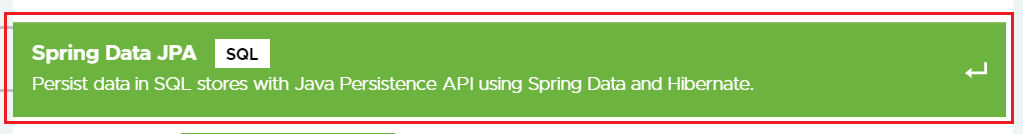 Spring Data JPA SQL
Persist data in SQL stores with Java Persistence API using Spring Data and Hibernate.